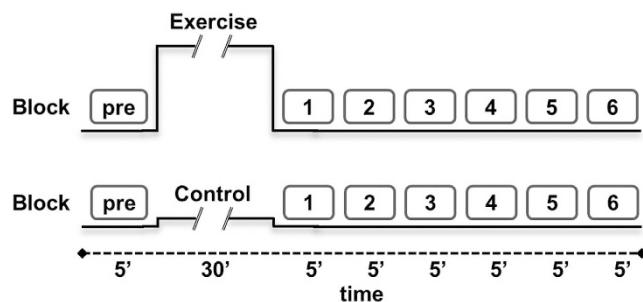 Exercise
Block pre 1 2 3 4 5 6
Control
Block pre 1 2 3 4 5 6
5' 30' 5' 5' 5' 5' 5' 5'
time